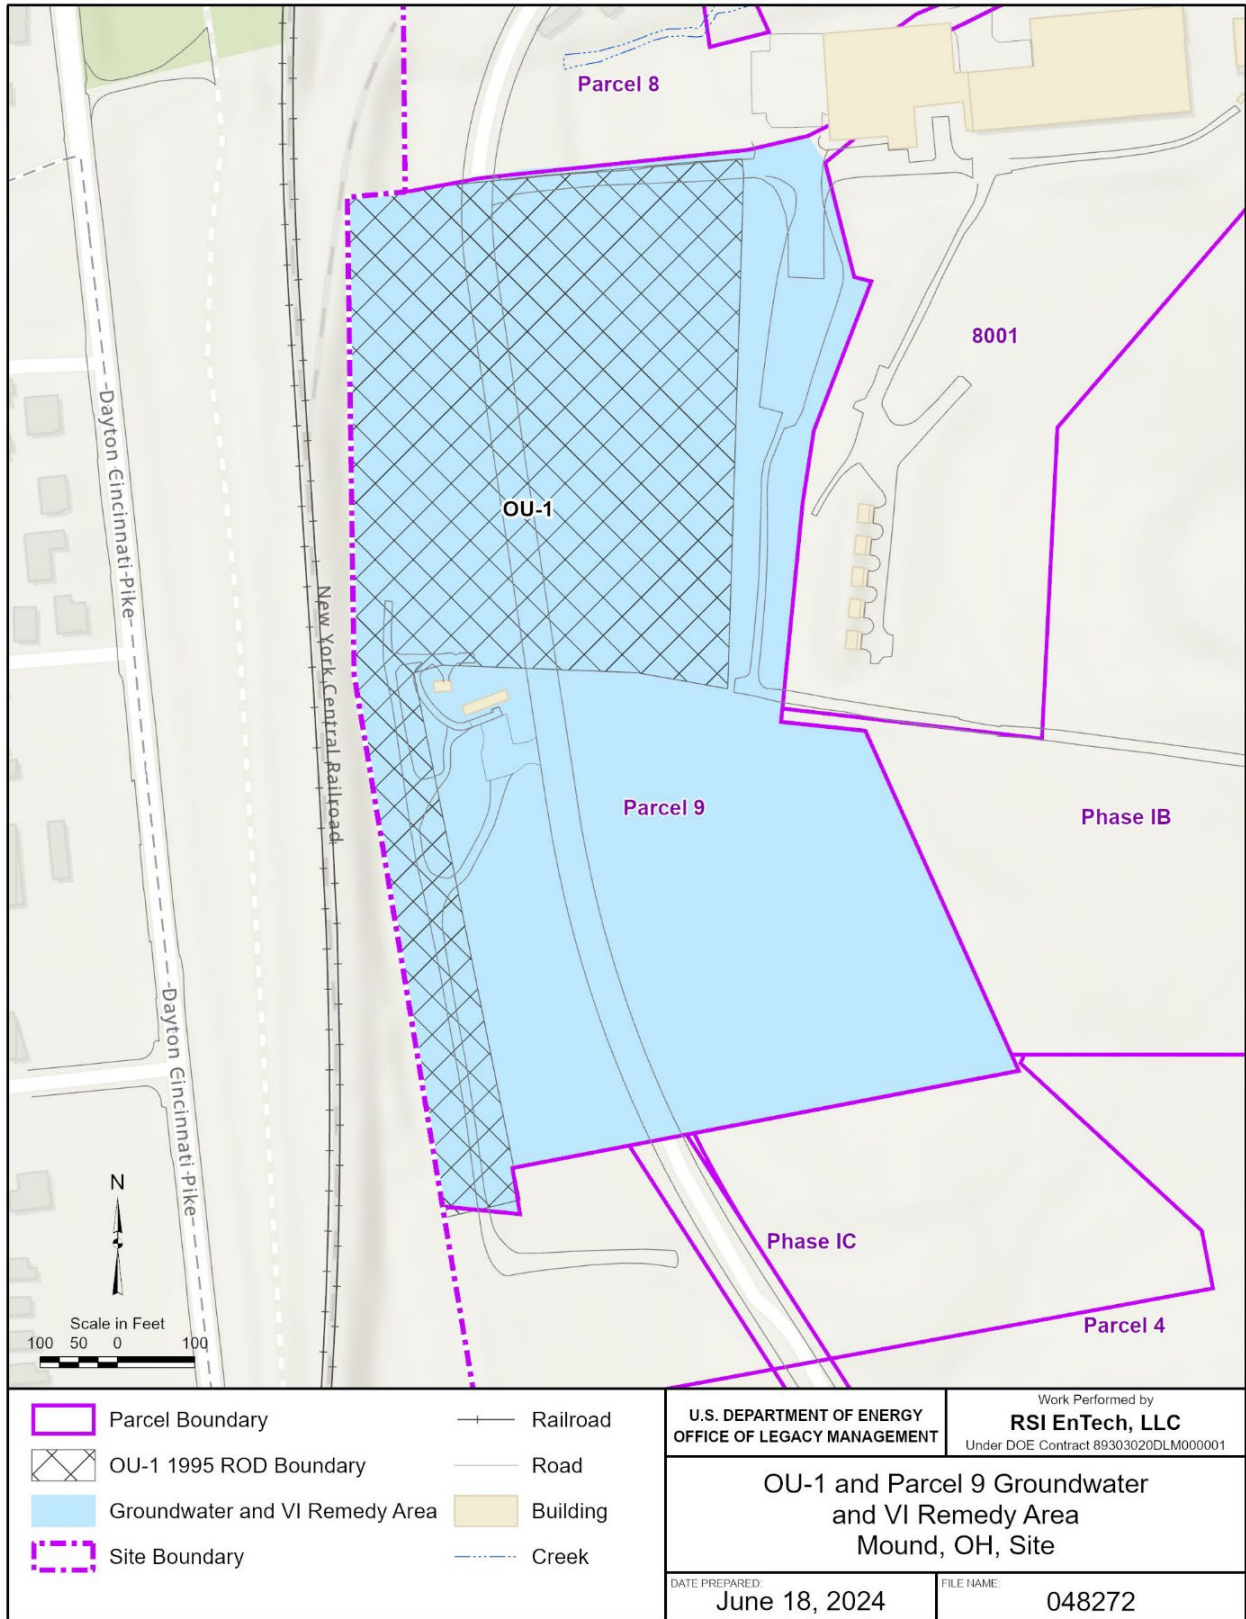 Parcel 8
8001
Dayton Cincinnati Pike
OU-1
New York Central Railroad
Parcel 9
Phase IB
Dayton Cincinnati Pike
N
Phase IC
Scale in Feet
100 50 0 100
Parcel 4
Parcel Boundary
OU-1 1995 ROD Boundary
Groundwater and VI Remedy Area
Site Boundary
Railroad
Road
Building
Creek
U.S. DEPARTMENT OF ENERGY
OFFICE OF LEGACY MANAGEMENT
Work Performed by
RSI EnTech, LLC
Under DOE Contract 89303020DLM000001
OU-1 and Parcel 9 Groundwater
and VI Remedy Area
Mound, OH, Site
DATE PREPARED:
June 18, 2024
FILE NAME:
048272